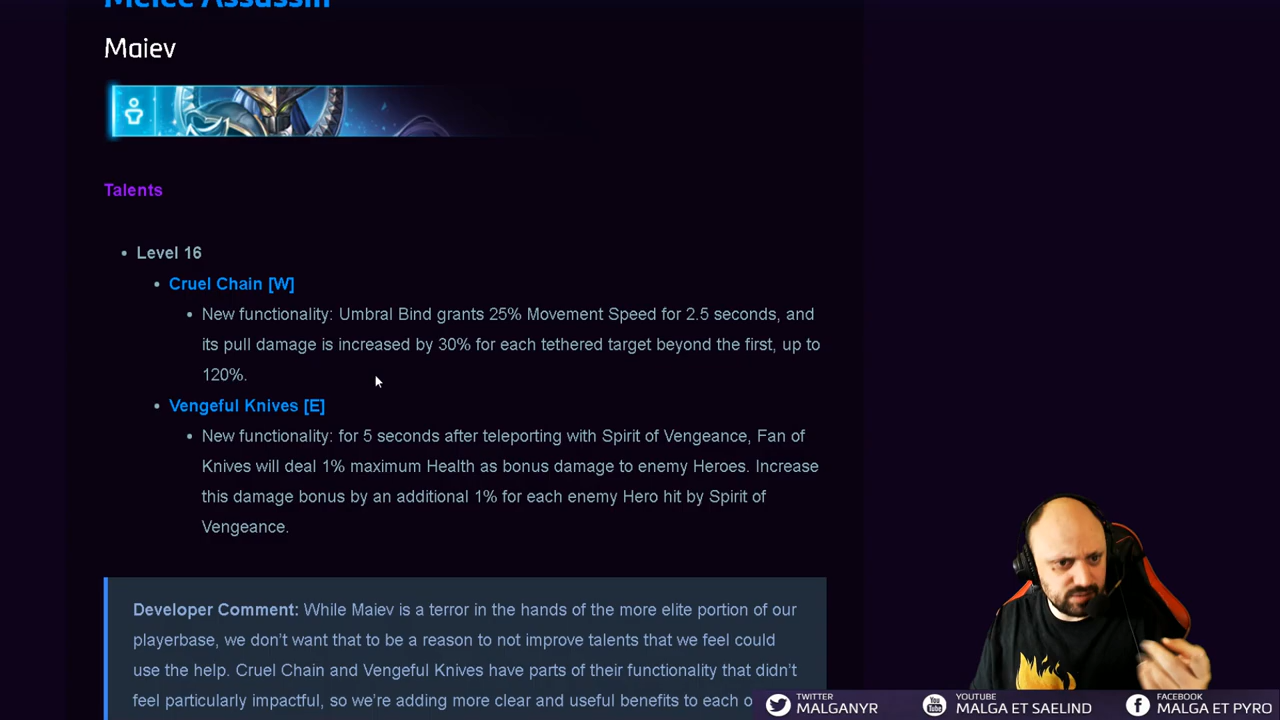 Melee Assassin
Maiev
Talents
• Level 16
• Cruel Chain [W]
• New functionality: Umbral Bind grants 25% Movement Speed for 2.5 seconds, and
its pull damage is increased by 30% for each tethered target beyond the first, up to
120%.
• Vengeful Knives [E]
• New functionality: for 5 seconds after teleporting with Spirit of Vengeance, Fan of
Knives will deal 1% maximum Health as bonus damage to enemy Heroes. Increase
this damage bonus by an additional 1% for each enemy Hero hit by Spirit of
Vengeance.
Developer Comment: While Maiev is a terror in the hands of the more elite portion of our
playerbase, we don't want that to be a reason to not improve talents that we feel could
use the help. Cruel Chain and Vengeful Knives have parts of their functionality that didn't
feel particularly impactful, so we're adding more clear and useful benefits to each o
TWITTER
MALGANYR
YOUTUBE
MALGA ET SAELIND
FACEBOOK
MALGA ET PYRO